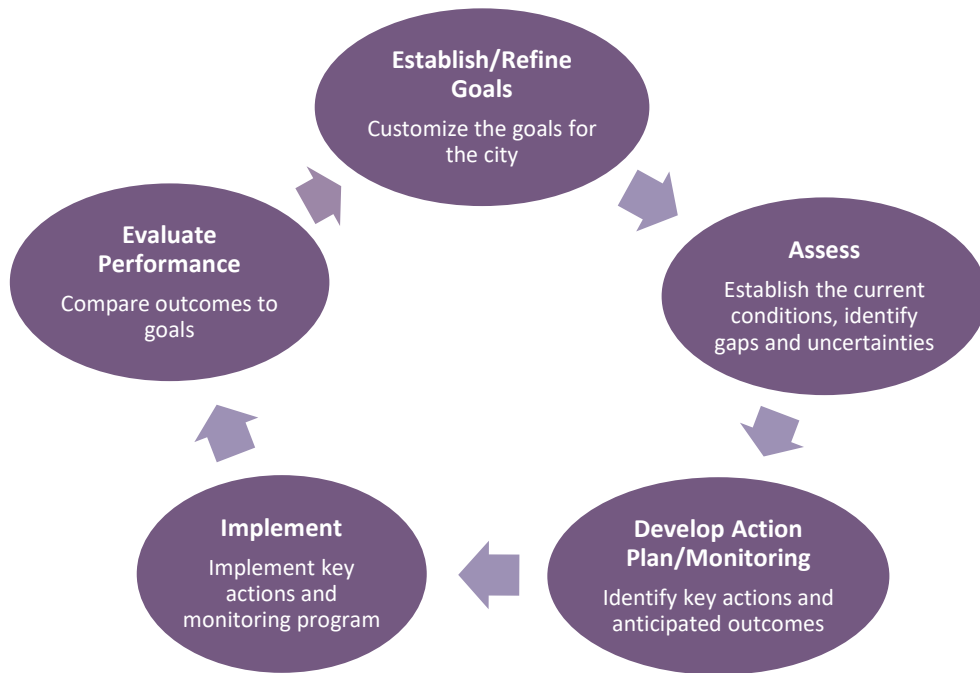 Establish/Refine
Goals
Customize the goals for
the city
Assess
Establish the current
conditions, identify
gaps and uncertainties
Develop Action
Plan/Monitoring
Identify key actions and
anticipated outcomes
Implement
Implement key
actions and
monitoring program
Evaluate
Performance
Compare outcomes to
goals